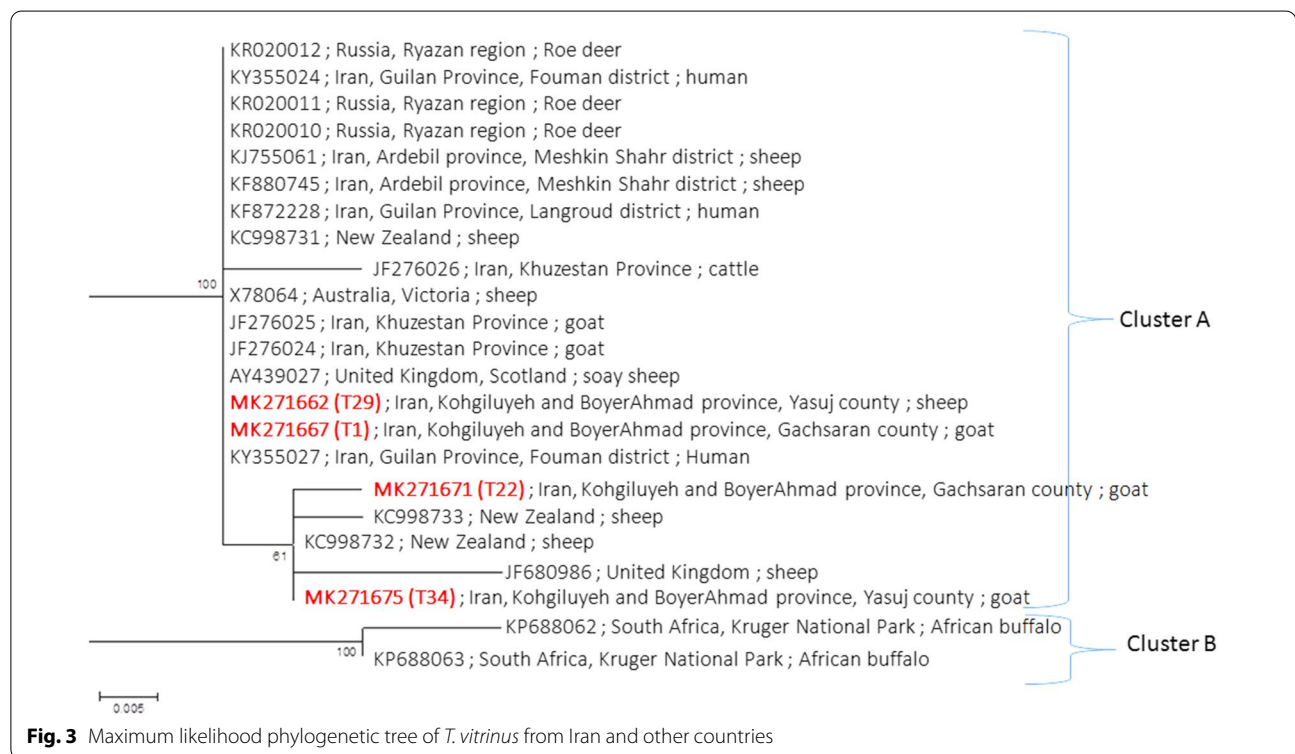 KR020012 ; Russia, Ryazan region ; Roe deer
KY355024 ; Iran, Guilan Province, Fouman district ; human
KR020011 ; Russia, Ryazan region ; Roe deer
KR020010 ; Russia, Ryazan region ; Roe deer
KJ755061 ; Iran, Ardebil province, Meshkin Shahr district ; sheep
KF880745 ; Iran, Ardebil province, Meshkin Shahr district ; sheep
KF872228 ; Iran, Guilan Province, Langroud district ; human
KC998731 ; New Zealand ; sheep
JF276026 ; Iran, Khuzestan Province ; cattle
100
X78064 ; Australia, Victoria ; sheep
Cluster A
JF276025 ; Iran, Khuzestan Province ; goat
JF276024 ; Iran, Khuzestan Province ; goat
AY439027 ; United Kingdom, Scotland ; soay sheep
MK271662 (T29) ; Iran, Kohgiluyeh and BoyerAhmad province, Yasuj county ; sheep
MK271667 (T1) ; Iran, Kohgiluyeh and BoyerAhmad province, Gachsaran county ; goat
KY355027 ; Iran, Guilan Province, Fouman district ; Human
MK271671 (T22) ; Iran, Kohgiluyeh and BoyerAhmad province, Gachsaran county ; goat
KC998733 ; New Zealand ; sheep
KC998732 ; New Zealand ; sheep
61
JF680986 ; United Kingdom ; sheep
MK271675 (T34) ; Iran, Kohgiluyeh and BoyerAhmad province, Yasuj county ; goat
KP688062 ; South Africa, Kruger National Park ; African buffalo
Cluster B
100
KP688063 ; South Africa, Kruger National Park ; African buffalo
0.005
Fig. 3 Maximum likelihood phylogenetic tree of T. vitrinus from Iran and other countries